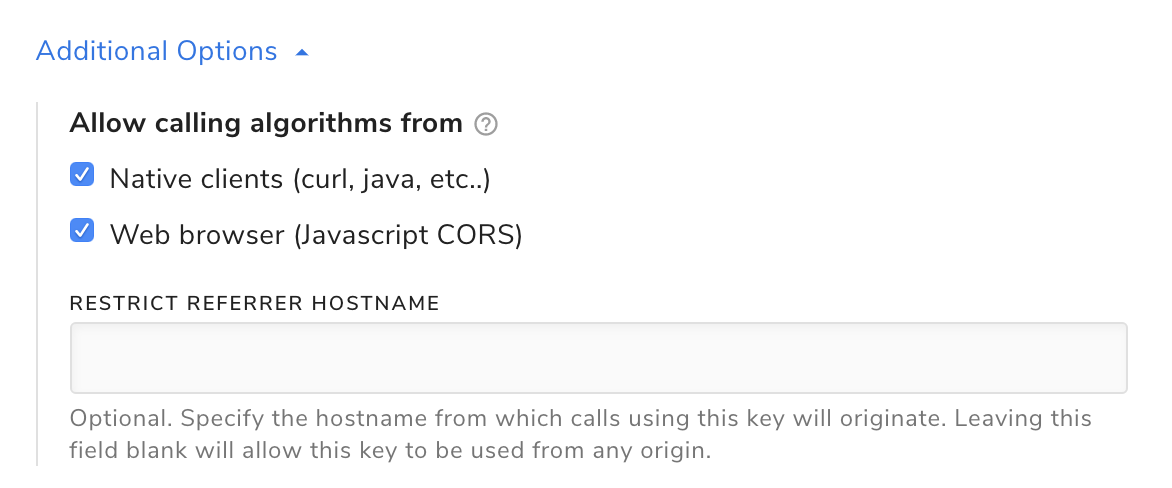 Additional Options
Allow calling algorithms from ?
Native clients (curl, java, etc..)
Web browser (Javascript CORS)
RESTRICT REFERRER HOSTNAME
Optional. Specify the hostname from which calls using this key will originate. Leaving this
field blank will allow this key to be used from any origin.